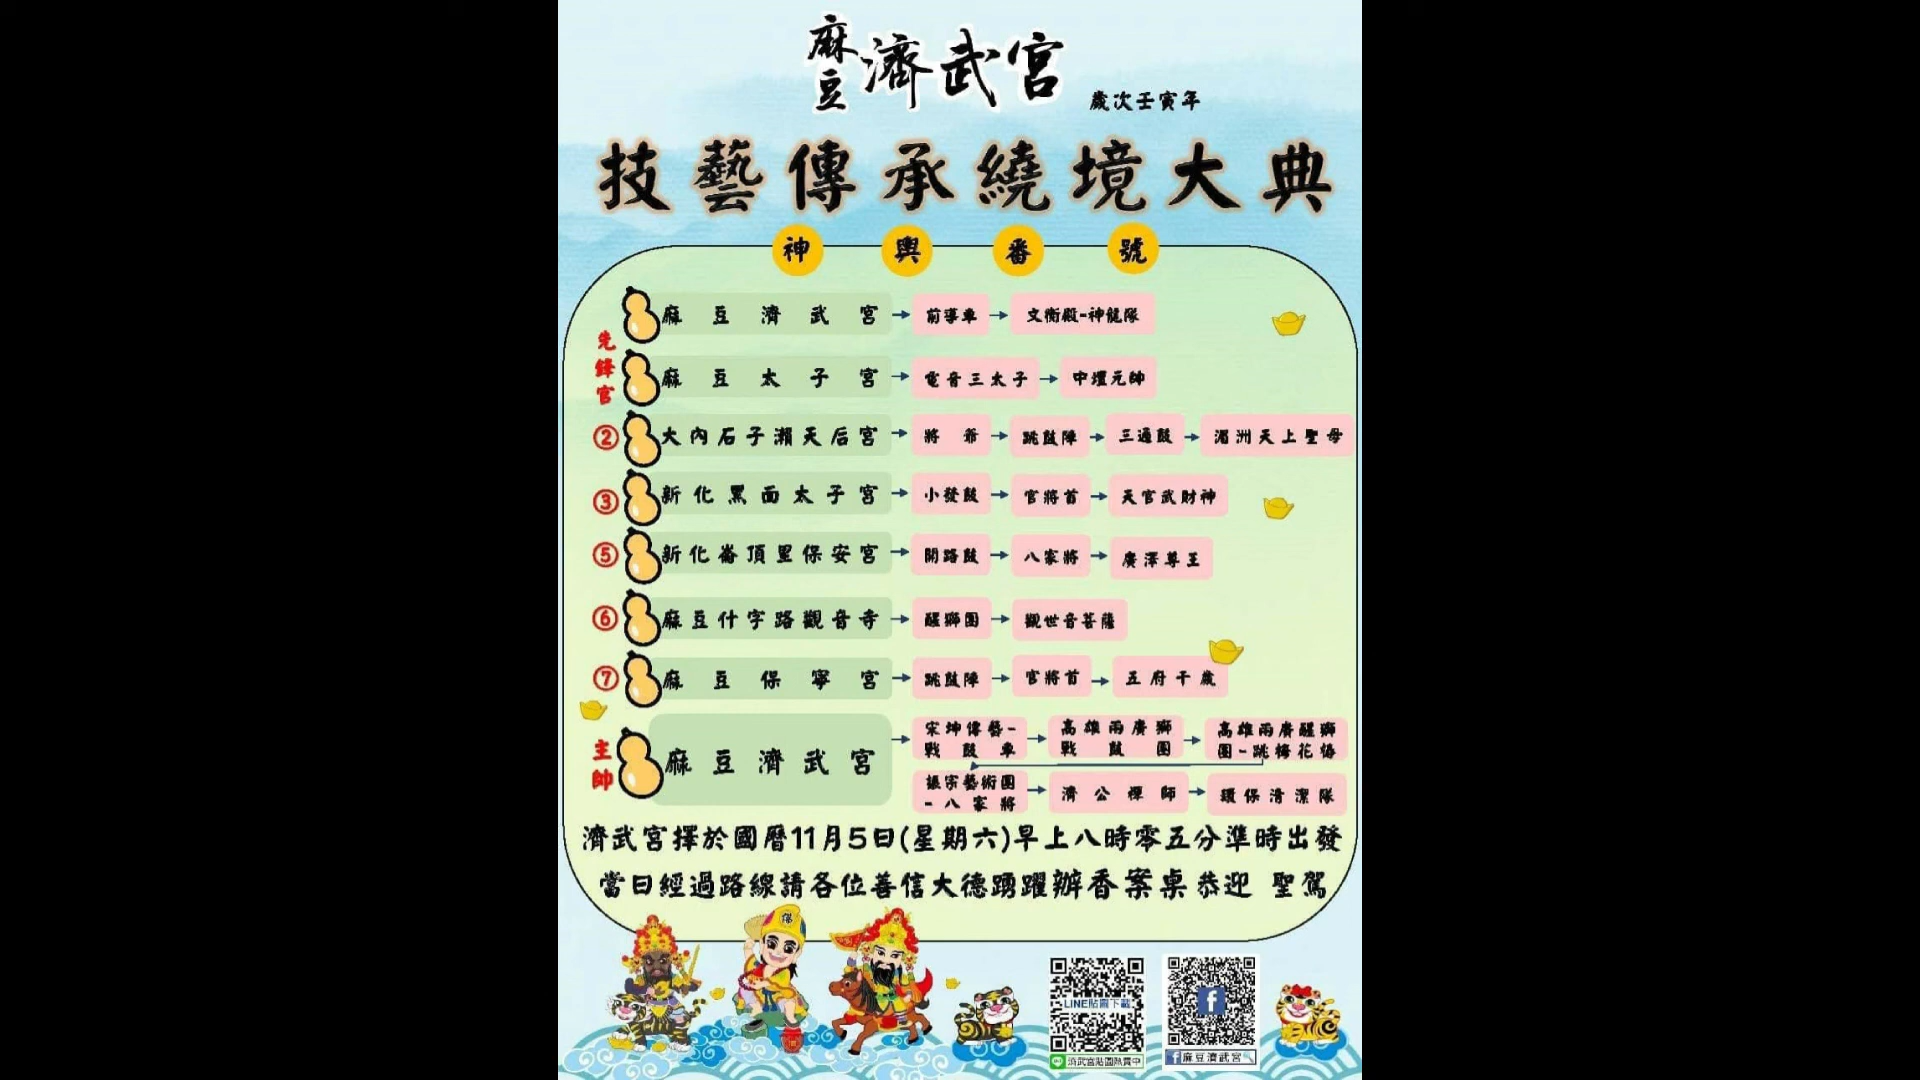 麻豆濟武宮
歲次壬寅年
技藝傳承繞境大典
神輿番號
先鋒官
麻豆濟武宮 前導車 文衡殿-神龍隊
麻豆太子宮 電音三太子 中壇元帥
② 大內石子瀨天后宮 將爺 跳鼓陣 三通鼓 湄洲天上聖母
③ 新化黑面太子宮 小發鼓 官將首 天官武財神
⑤ 新化崙頂里保安宮 開路鼓 八家將 廣澤尊王
⑥ 麻豆什字路觀音寺 醒獅團 觀世音菩薩
⑦ 麻豆保寧宮 跳鼓陣 官將首 五府千歲
主帥
麻豆濟武宮
宋坤傳藝-戰鼓車 高雄兩廣獅戰鼓團 高雄兩廣醒獅團-跳梅花樁
振宗藝術團-八家將 濟公禪師 環保清潔隊
濟武宮擇於國曆11月5日(星期六)早上八時零五分準時出發
當日經過路線請各位善信大德踴躍辦香案桌恭迎 聖駕
LINE貼圖下載
濟武宮貼圖熱賣中
麻豆濟武宮